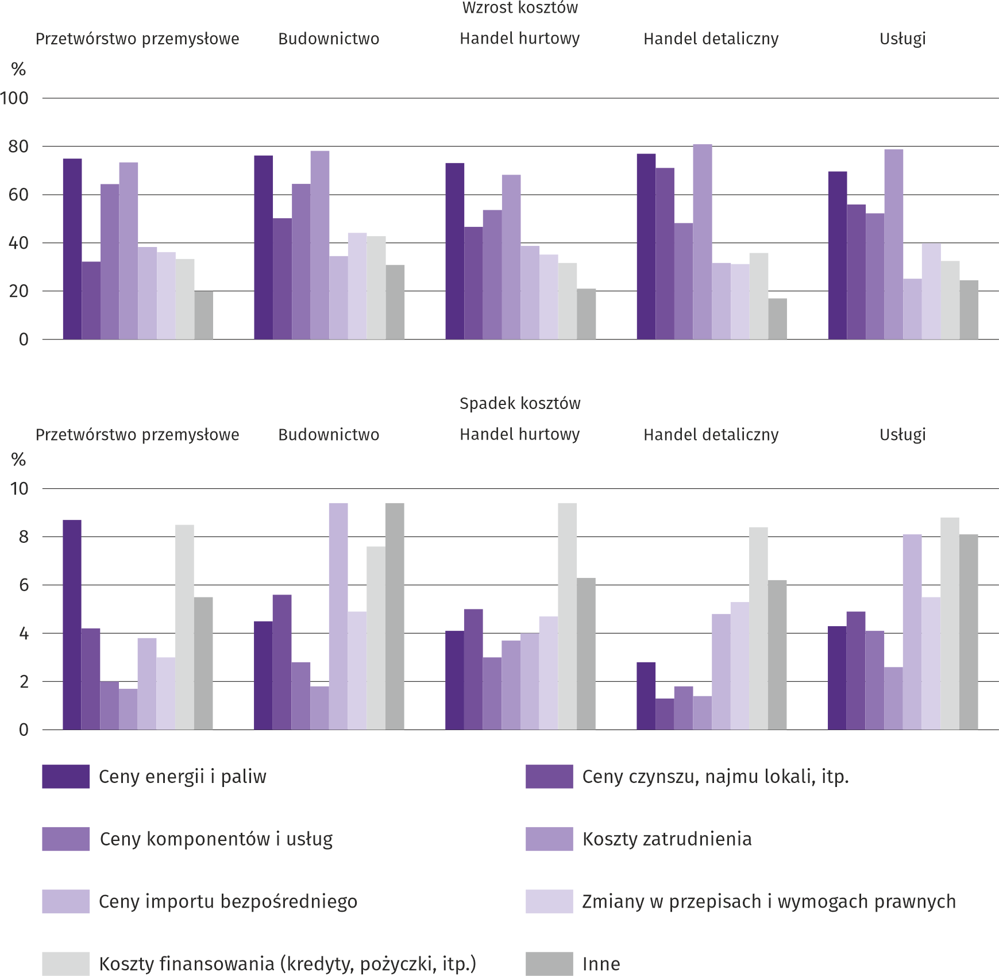 Wzrost kosztów
Przetwórstwo przemysłowe Budownictwo Handel hurtowy Handel detaliczny Usługi
%
100
80
60
40
20
0
Spadek kosztów
Przetwórstwo przemysłowe Budownictwo Handel hurtowy Handel detaliczny Usługi
%
10
8
6
4
2
0
Ceny energii i paliw Ceny czynszu, najmu lokali, itp.
Ceny komponentów i usług Koszty zatrudnienia
Ceny importu bezpośredniego Zmiany w przepisach i wymogach prawnych
Koszty finansowania (kredyty, pożyczki, itp.) Inne